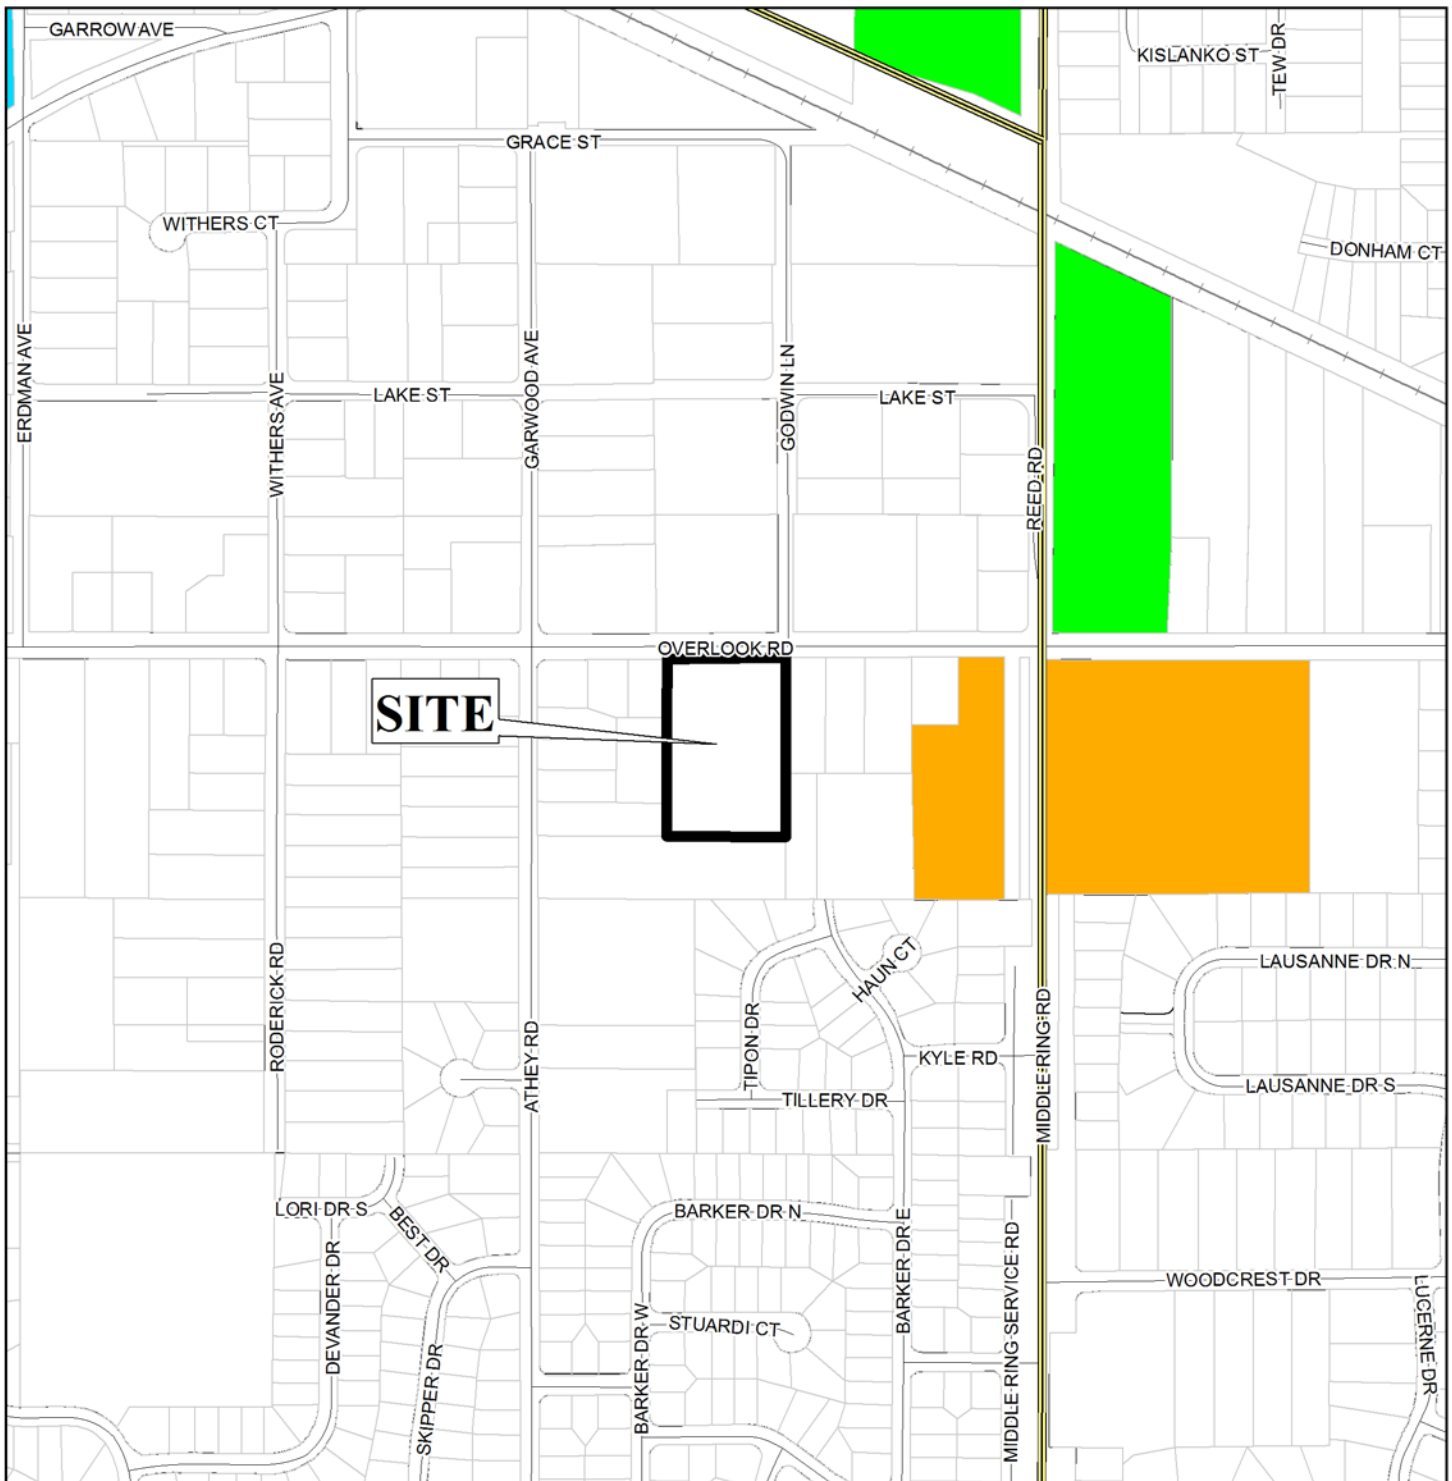 GARROW AVE
KISLANKO ST
TEW DR
GRACE ST
WITHERS CT
DONHAM CT
ERDMAN AVE
WITHERS AVE
GARWOOD AVE
GODWIN LN
LAKE ST
LAKE ST
REED RD
OVERLOOK RD
SITE
RODERICK RD
ATHEY RD
HAUN CT
LAUSANNE DR N
TIPON DR
KYLE RD
MIDDLE RING RD
TILLERY DR
LAUSANNE DR S
LORI DR S
BEST DR
BARKER DR N
DEVANDER DR
BARKER DR E
MIDDLE RING SERVICE RD
WOODCREST DR
SKIPPER DR
BARKER DR W
STUARDI CT
LUCERNE DR